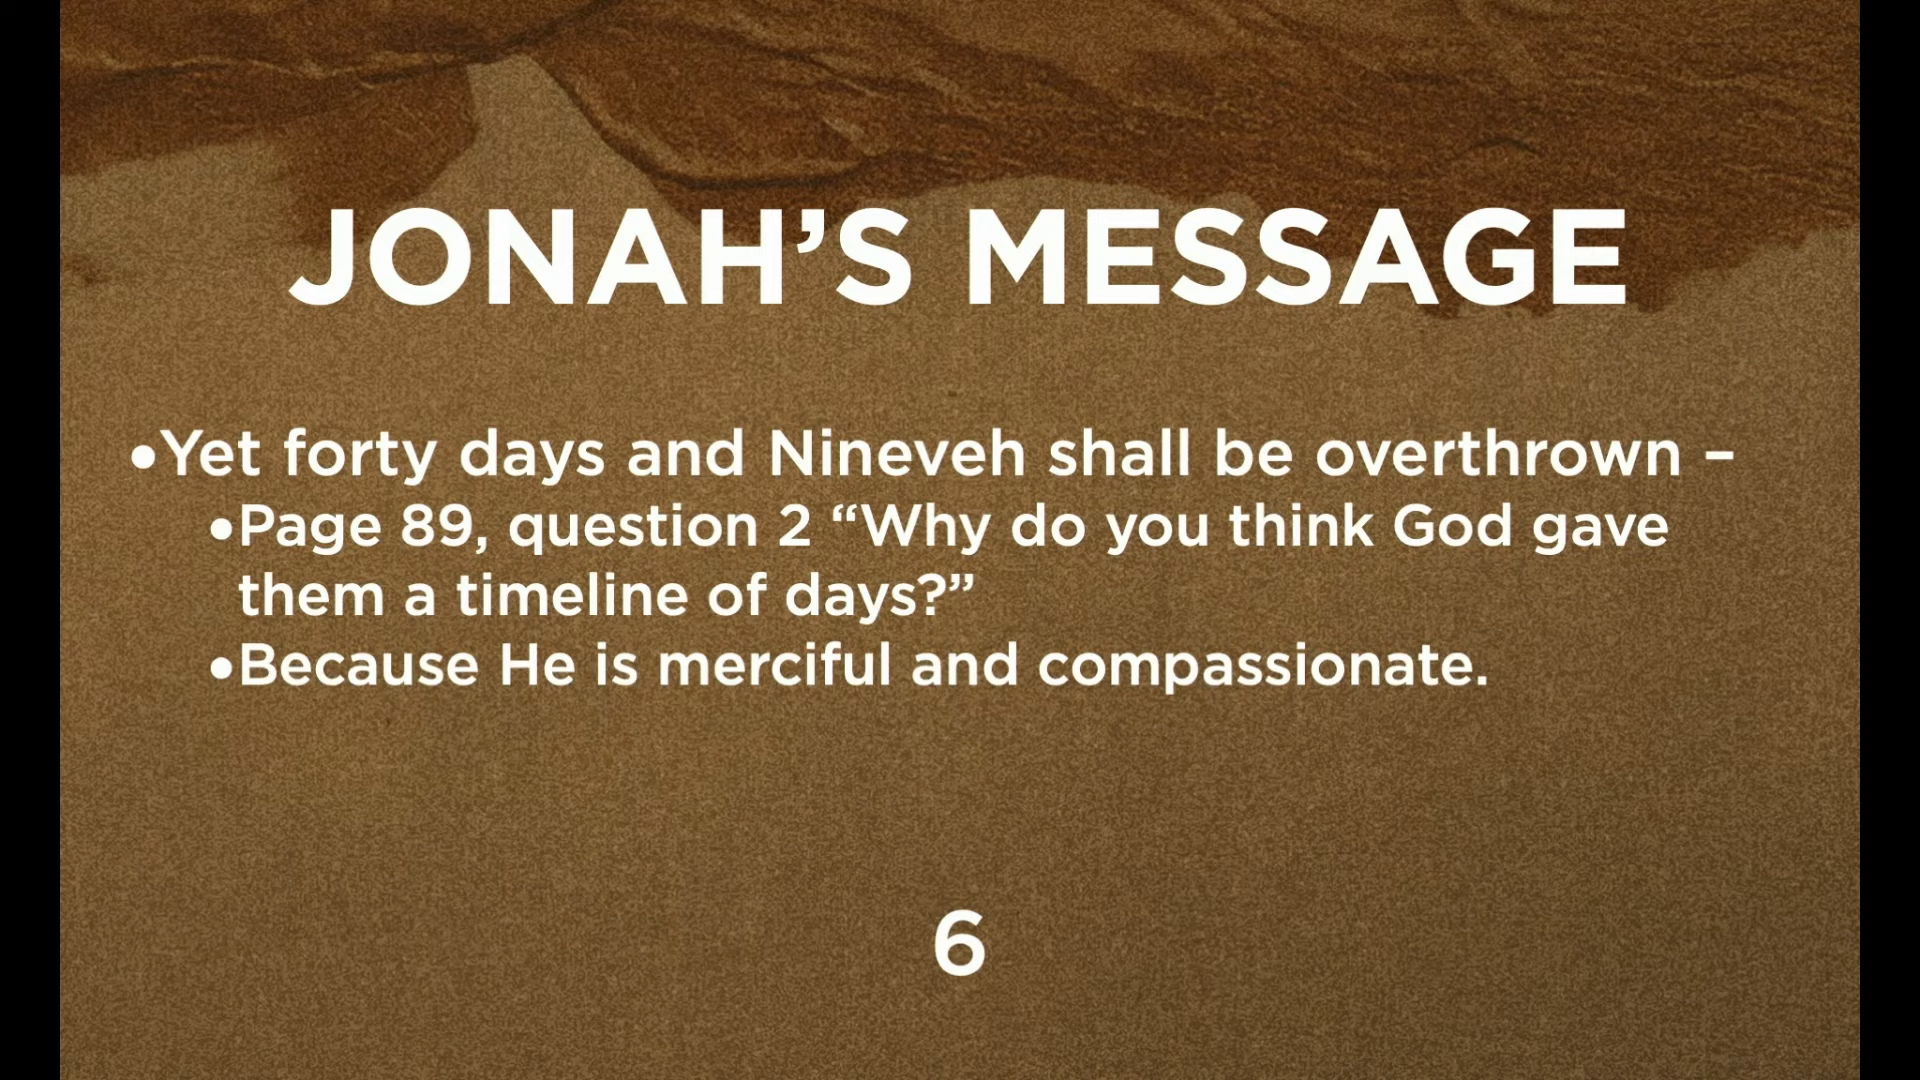 JONAH’S MESSAGE
•Yet forty days and Nineveh shall be overthrown –
•Page 89, question 2 “Why do you think God gave
them a timeline of days?”
•Because He is merciful and compassionate.
6